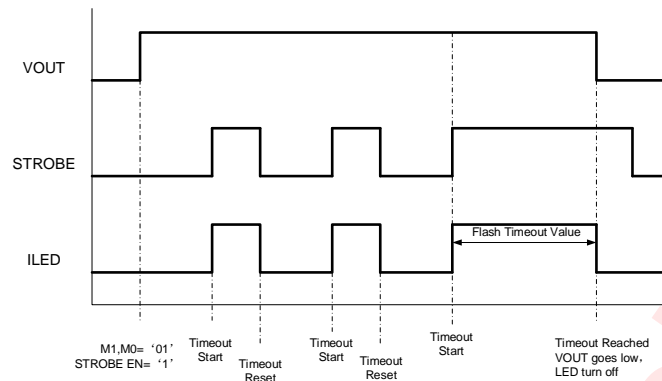 VOUT
STROBE
Flash Timeout Value
ILED
M1,M0= ‘01’
STROBE EN= ‘1’
Timeout
Start
Timeout
Reset
Timeout
Start
Timeout
Reset
Timeout
Start
Timeout Reached
VOUT goes low,
LED turn off